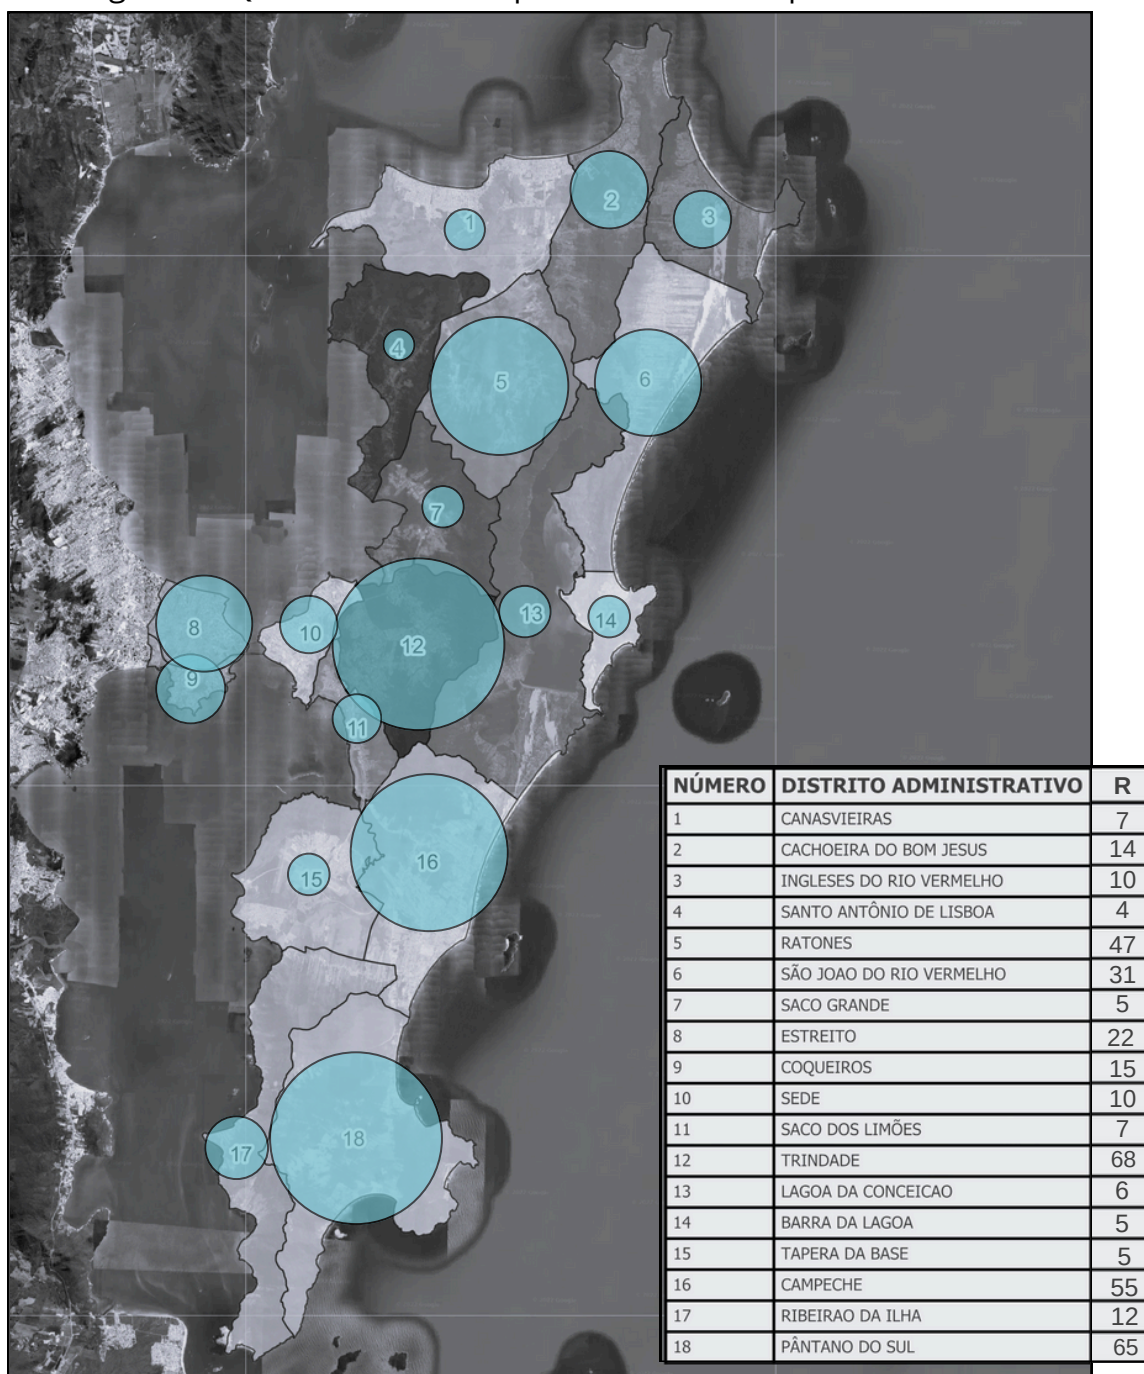 1
2
3
4
5
6
7
8
9
10
11
12
13
14
15
16
17
18
NÚMERO DISTRITO ADMINISTRATIVO R
1 CANASVIEIRAS 7
2 CACHOEIRA DO BOM JESUS 14
3 INGLESES DO RIO VERMELHO 10
4 SANTO ANTÔNIO DE LISBOA 4
5 RATONES 47
6 SÃO JOAO DO RIO VERMELHO 31
7 SACO GRANDE 5
8 ESTREITO 22
9 COQUEIROS 15
10 SEDE 10
11 SACO DOS LIMÕES 7
12 TRINDADE 68
13 LAGOA DA CONCEICAO 6
14 BARRA DA LAGOA 5
15 TAPERA DA BASE 5
16 CAMPECHE 55
17 RIBEIRAO DA ILHA 12
18 PÂNTANO DO SUL 65